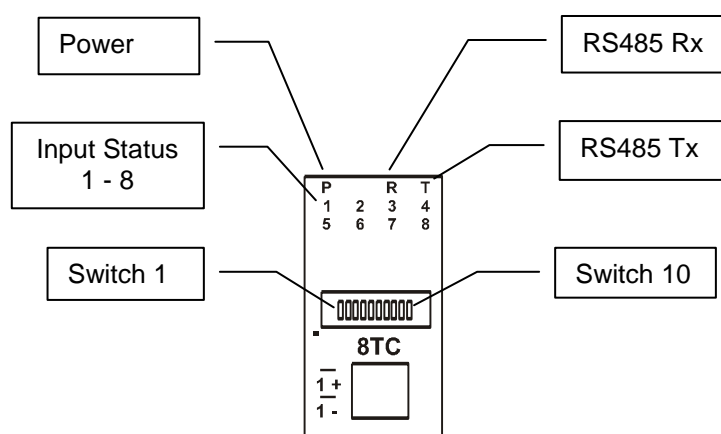 Power
RS485 Rx
Input Status
1 - 8
RS485 Tx
P R T
1 2 3 4
5 6 7 8
Switch 1
Switch 10
8TC
1 +
1 -